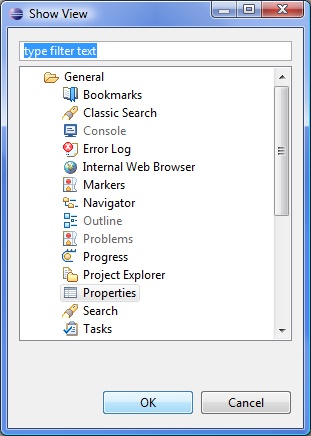 Show View
type filter text
General
Bookmarks
Classic Search
Console
Error Log
Internal Web Browser
Markers
Navigator
Outline
Problems
Progress
Project Explorer
Properties
Search
Tasks
OK Cancel